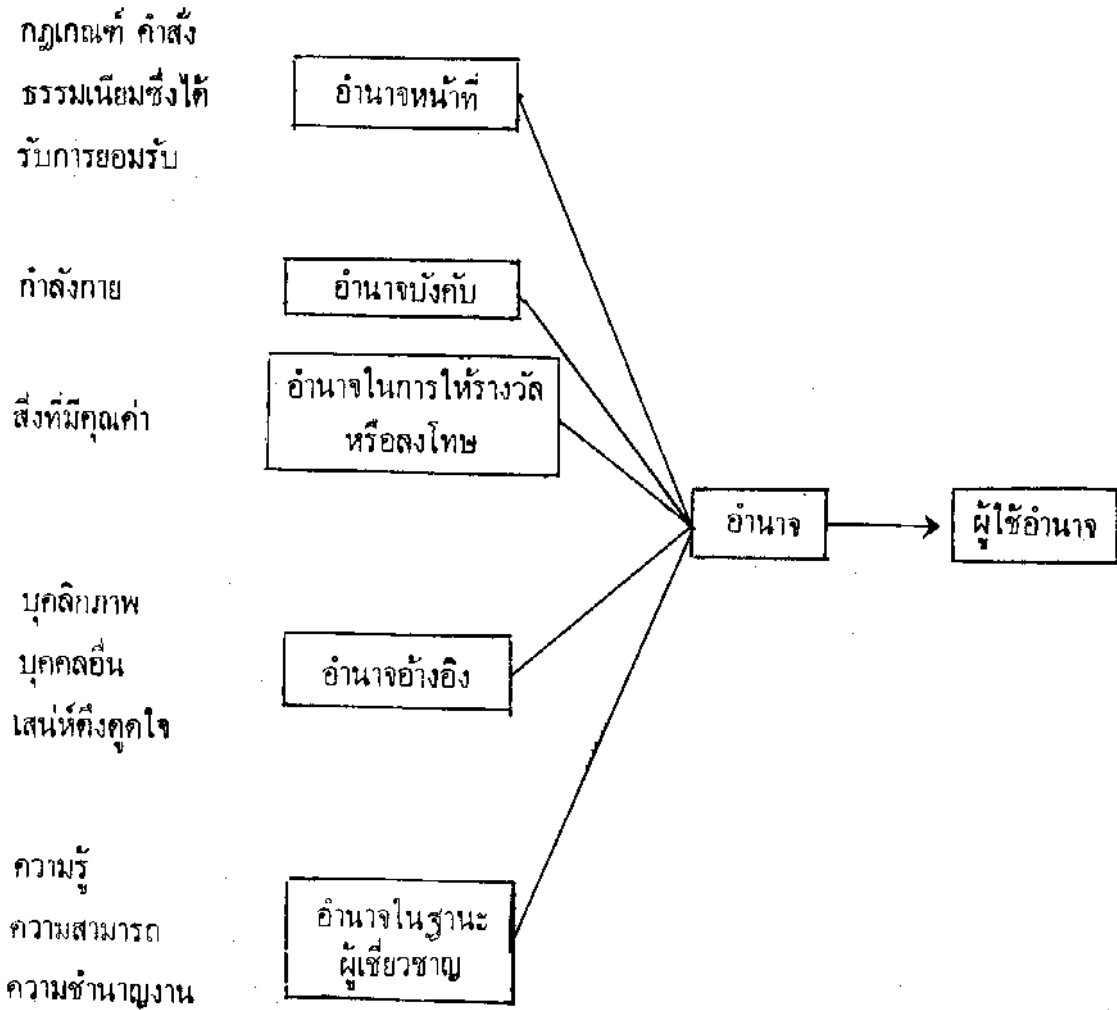 กฎเกณฑ์ คำสั่ง
ธรรมเนียมซึ่งได้
รับการยอมรับ
อำนาจหน้าที่
กำลังกาย
อำนาจบังคับ
สิ่งที่มีคุณค่า
อำนาจในการให้รางวัล
หรือลงโทษ
อำนาจ
ผู้ใช้อำนาจ
บุคลิกภาพ
บุคคลอื่น
เสน่ห์ดึงดูดใจ
อำนาจอ้างอิง
ความรู้
ความสามารถ
ความชำนาญงาน
อำนาจในฐานะ
ผู้เชี่ยวชาญ